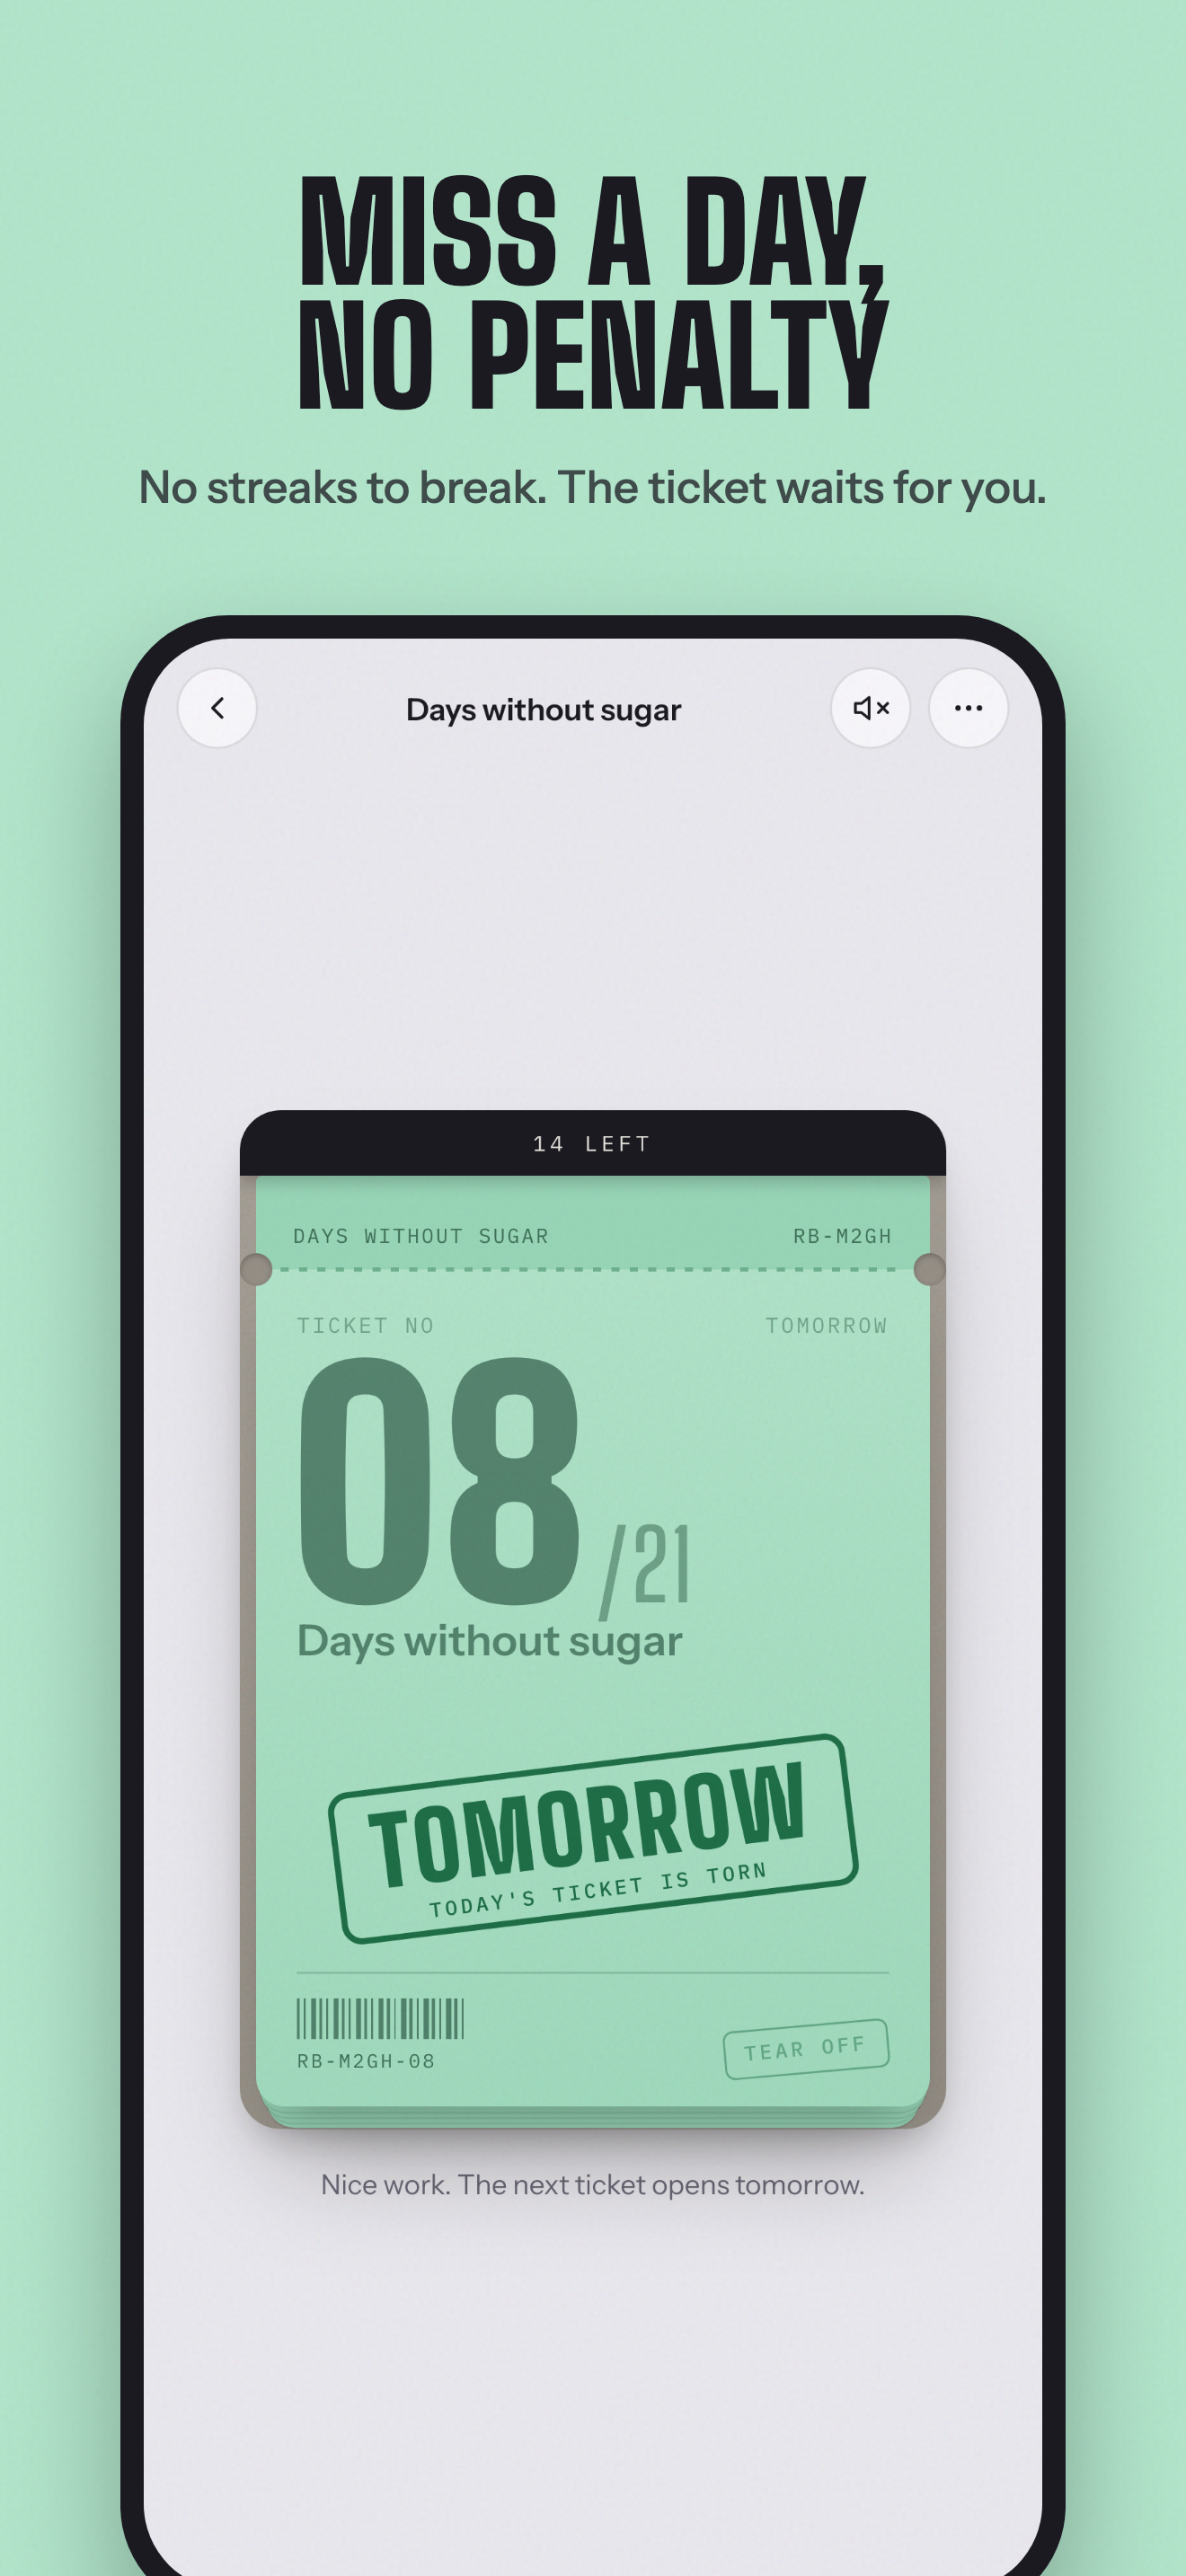 MISS A DAY,
NO PENALTY
No streaks to break. The ticket waits for you.
Days without sugar
14 LEFT
DAYS WITHOUT SUGAR RB-M2GH
TICKET NO TOMORROW
08/21
Days without sugar
TOMORROW
TODAY'S TICKET IS TORN
RB-M2GH-08
TEAR OFF
Nice work. The next ticket opens tomorrow.